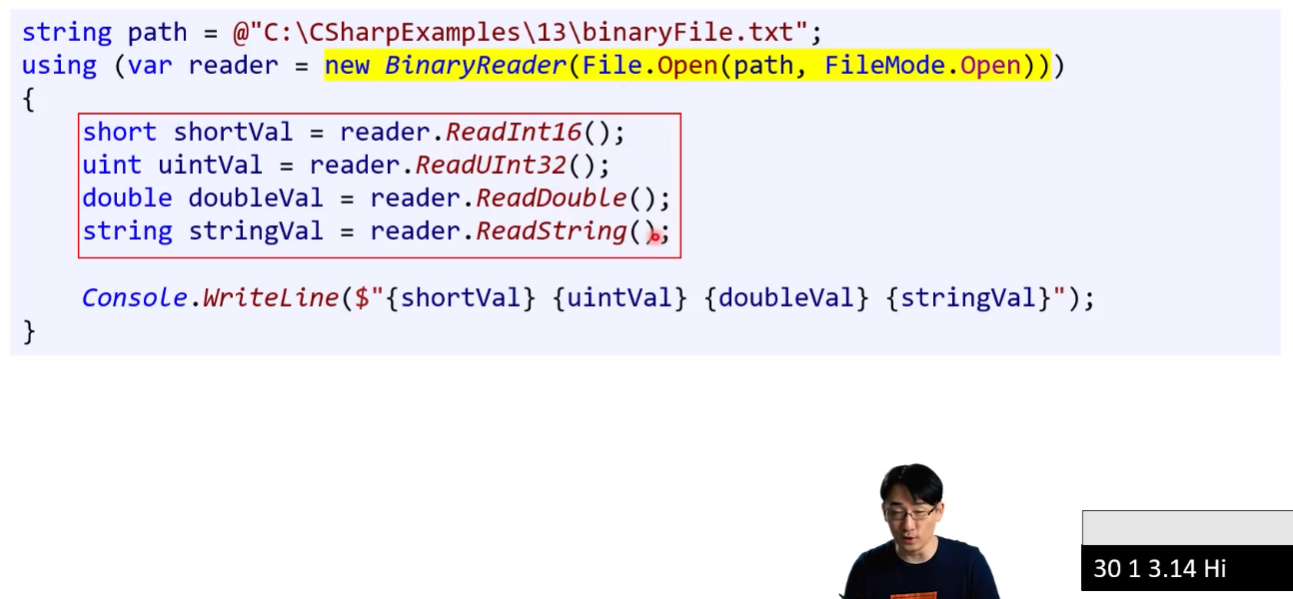 string path = @"C:\CSharpExamples\13\binaryFile.txt";
using (var reader = new BinaryReader(File.Open(path, FileMode.Open)))
{
short shortVal = reader.ReadInt16();
uint uintVal = reader.ReadUInt32();
double doubleVal = reader.ReadDouble();
string stringVal = reader.ReadString();
Console.WriteLine($"{shortVal} {uintVal} {doubleVal} {stringVal}");
}
30 1 3.14 Hi